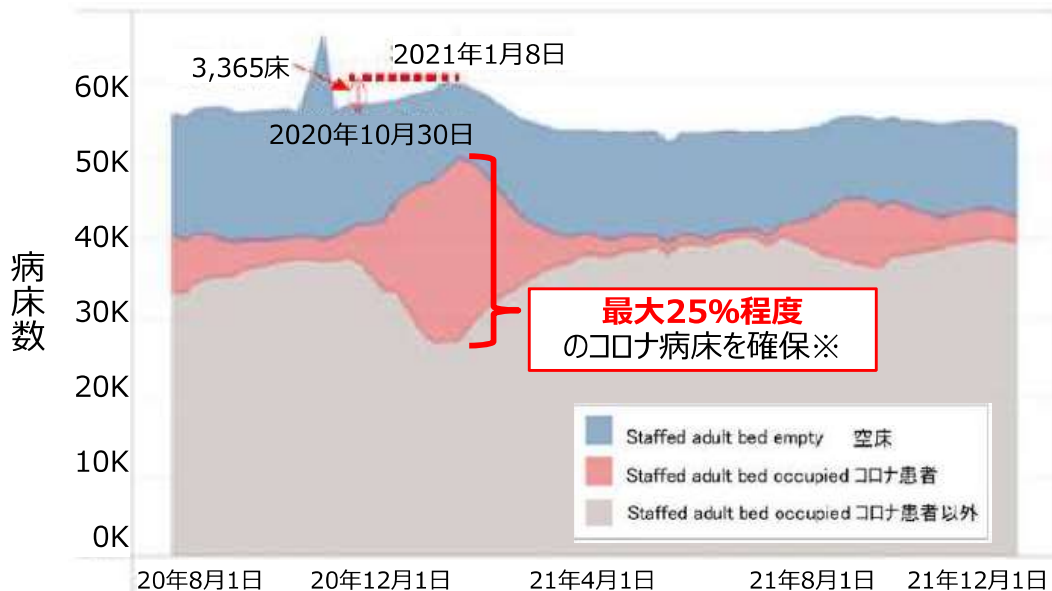 2021年1月8日
3,365床
2020年10月30日
60K
50K
40K
30K
20K
10K
0K
病床数
最大25%程度
のコロナ病床を確保※
Staffed adult bed empty 空床
Staffed adult bed occupied コロナ患者
Staffed adult bed occupied コロナ患者以外
20年8月1日 20年12月1日 21年4月1日 21年8月1日 21年12月1日